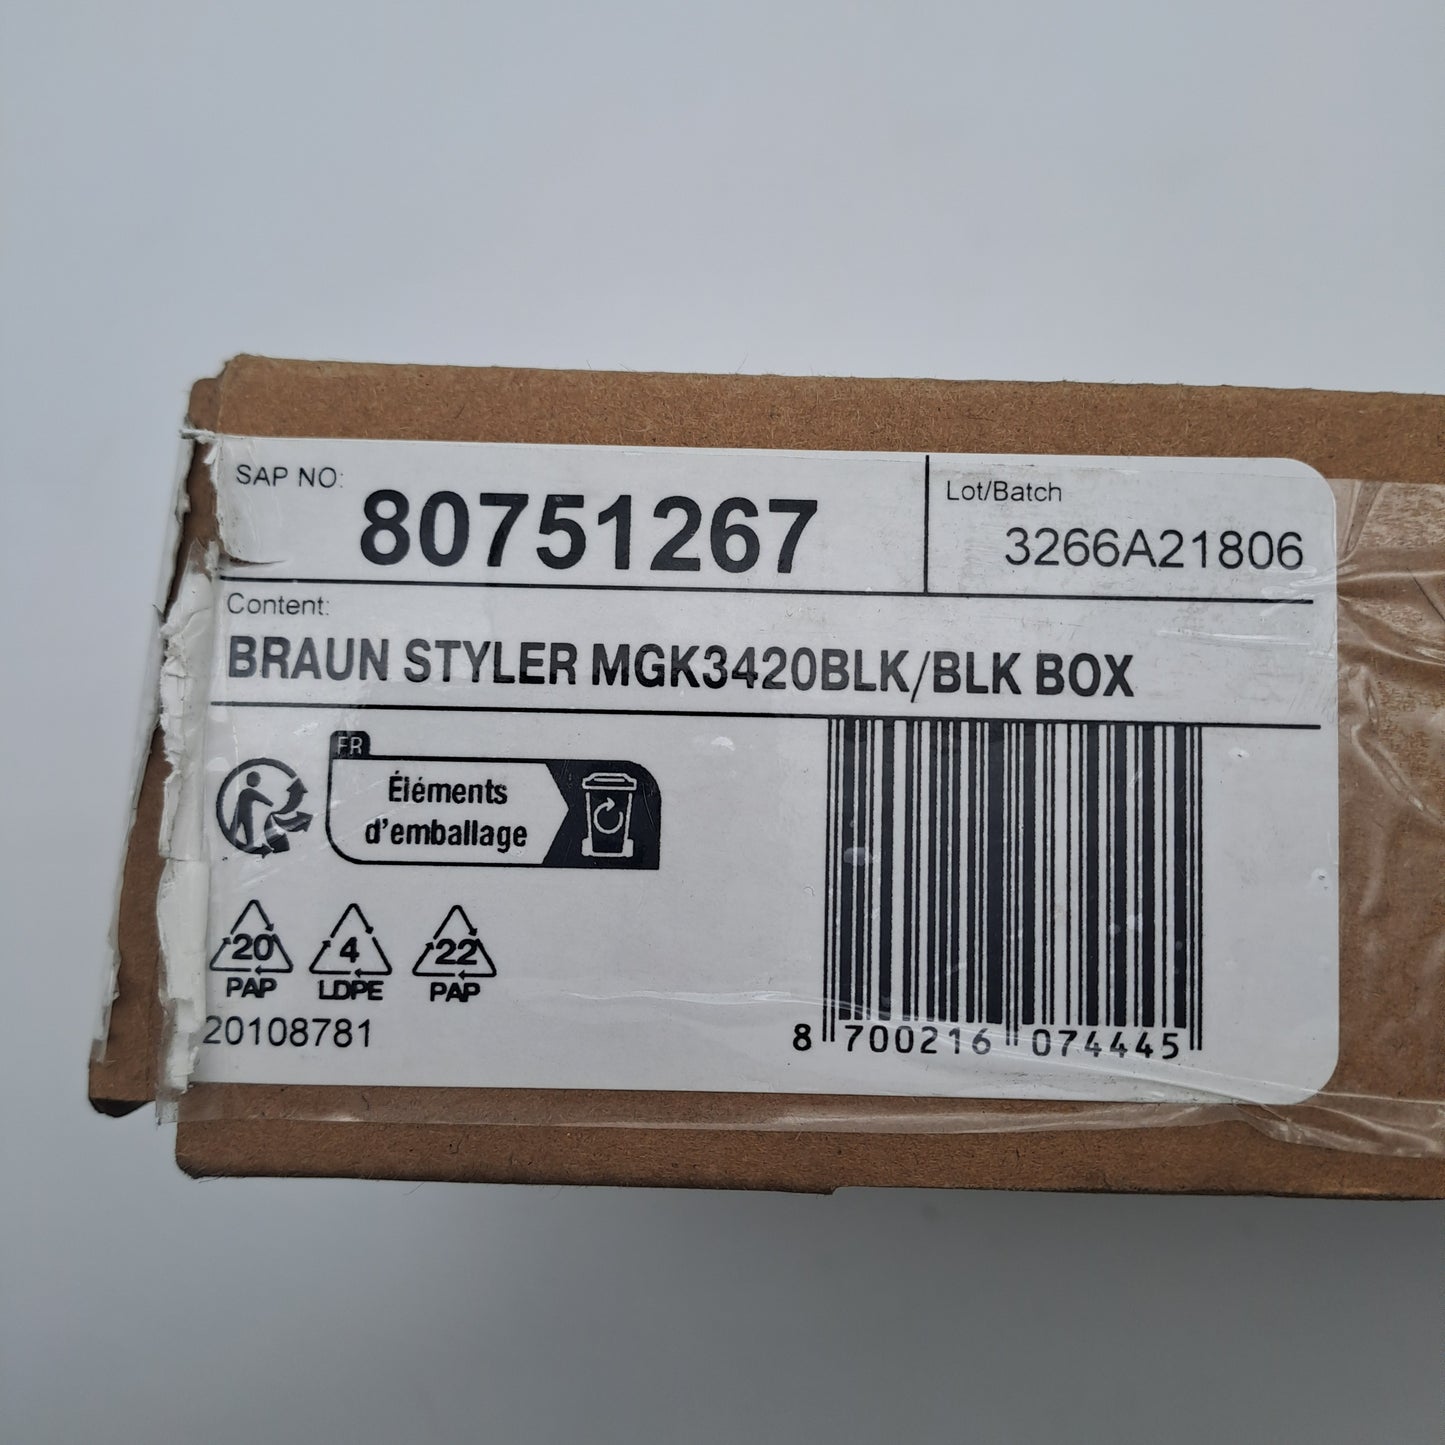 SAP NO:
80751267
Lot/Batch
3266A21806
Content:
BRAUN STYLER MGK3420BLK/BLK BOX
FR
Éléments
d'emballage
20
PAP
4
LDPE
22
PAP
20108781
8 700216 074445